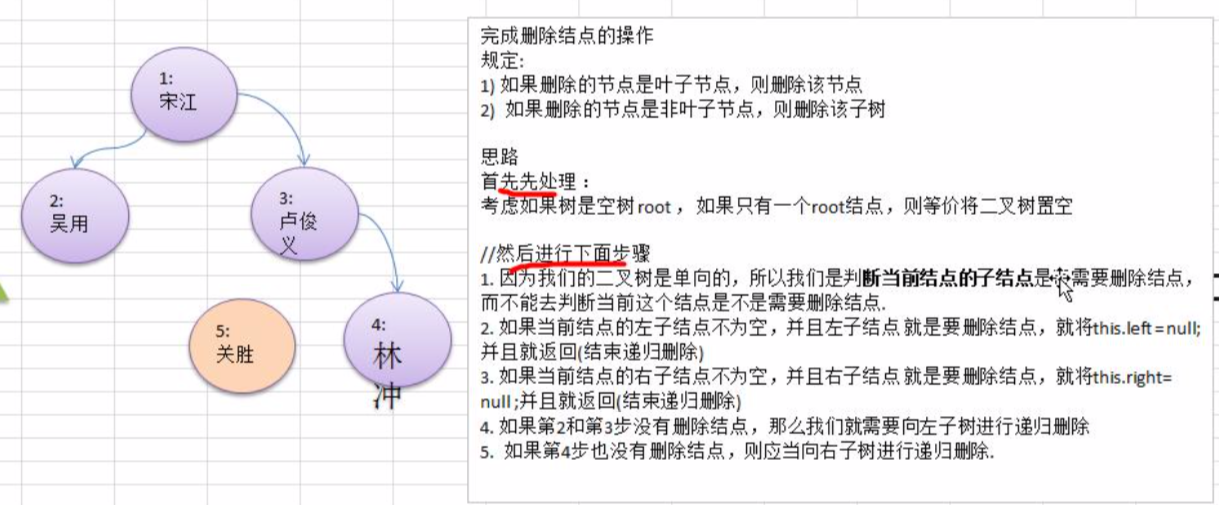 1:
宋江
2:
吴用
3:
卢俊
义
5:
关胜
4:
林
冲
完成删除结点的操作
规定:
1) 如果删除的节点是叶子节点，则删除该节点
2) 如果删除的节点是非叶子节点，则删除该子树
思路
首先先处理：
考虑如果树是空树root，如果只有一个root结点，则等价将二叉树置空
//然后进行下面步骤
1. 因为我们的二叉树是单向的，所以我们是判断当前结点的子结点是否需要删除结点，
而不能去判断当前这个结点是不是需要删除结点.
2. 如果当前结点的左子结点不为空，并且左子结点 就是要删除结点，就将this.left = null;
并且就返回(结束递归删除)
3. 如果当前结点的右子结点不为空，并且右子结点 就是要删除结点，就将this.right=
null ;并且就返回(结束递归删除)
4. 如果第2和第3步没有删除结点，那么我们就需要向左子树进行递归删除
5. 如果第4步也没有删除结点，则应当向右子树进行递归删除.